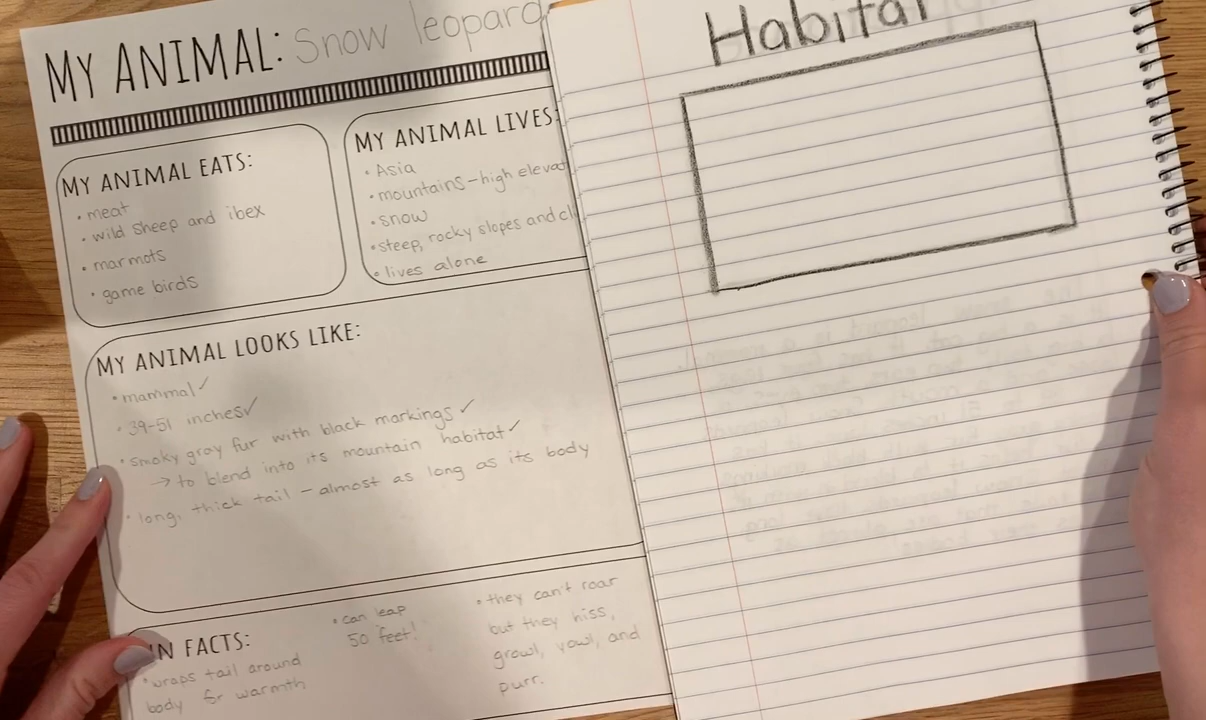 MY ANIMAL: Snow leopard
Habitat
MY ANIMAL EATS:
• meat
• wild sheep and ibex
• marmots
• game birds
MY ANIMAL LIVES:
• Asia
• mountains - high
• snow
• steep, rocky slopes and
• lives alone
MY ANIMAL LOOKS LIKE:
• mammal ✓
• 39-51 inches ✓
• smoky gray fur with black markings ✓
→ to blend into its mountain habitat ✓
• long, thick tail - almost as long as its body
FACTS:
• wraps tail around
body for warmth
• can leap
50 feet!
• they can't roar
but they hiss,
growl, yowl, and
purr.